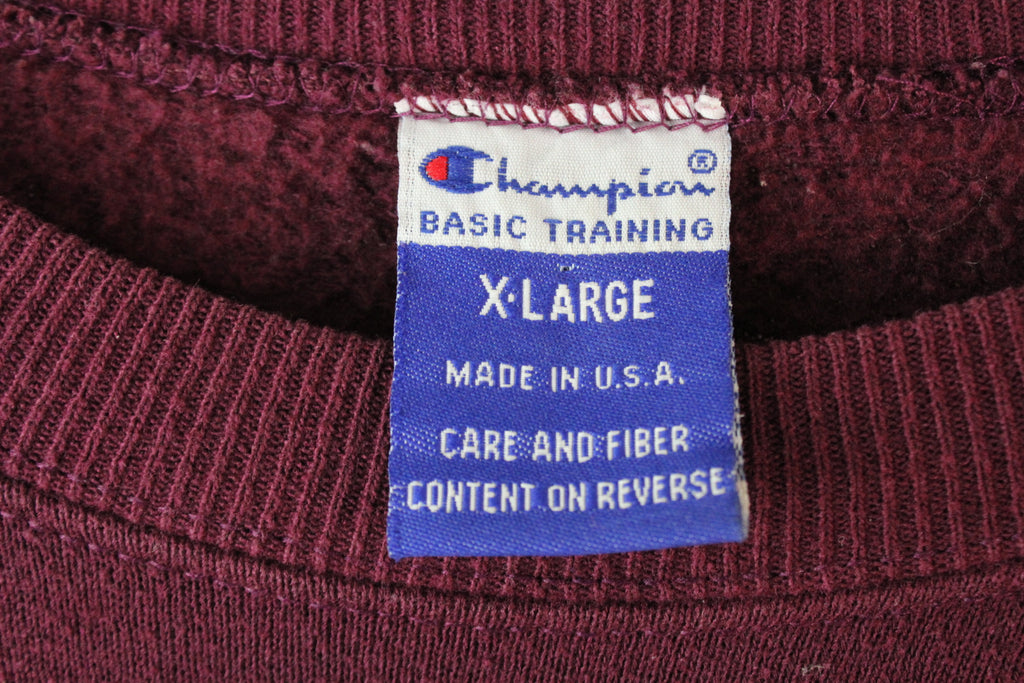 Champion®
BASIC TRAINING
X·LARGE
MADE IN U.S.A.
CARE AND FIBER
CONTENT ON REVERSE